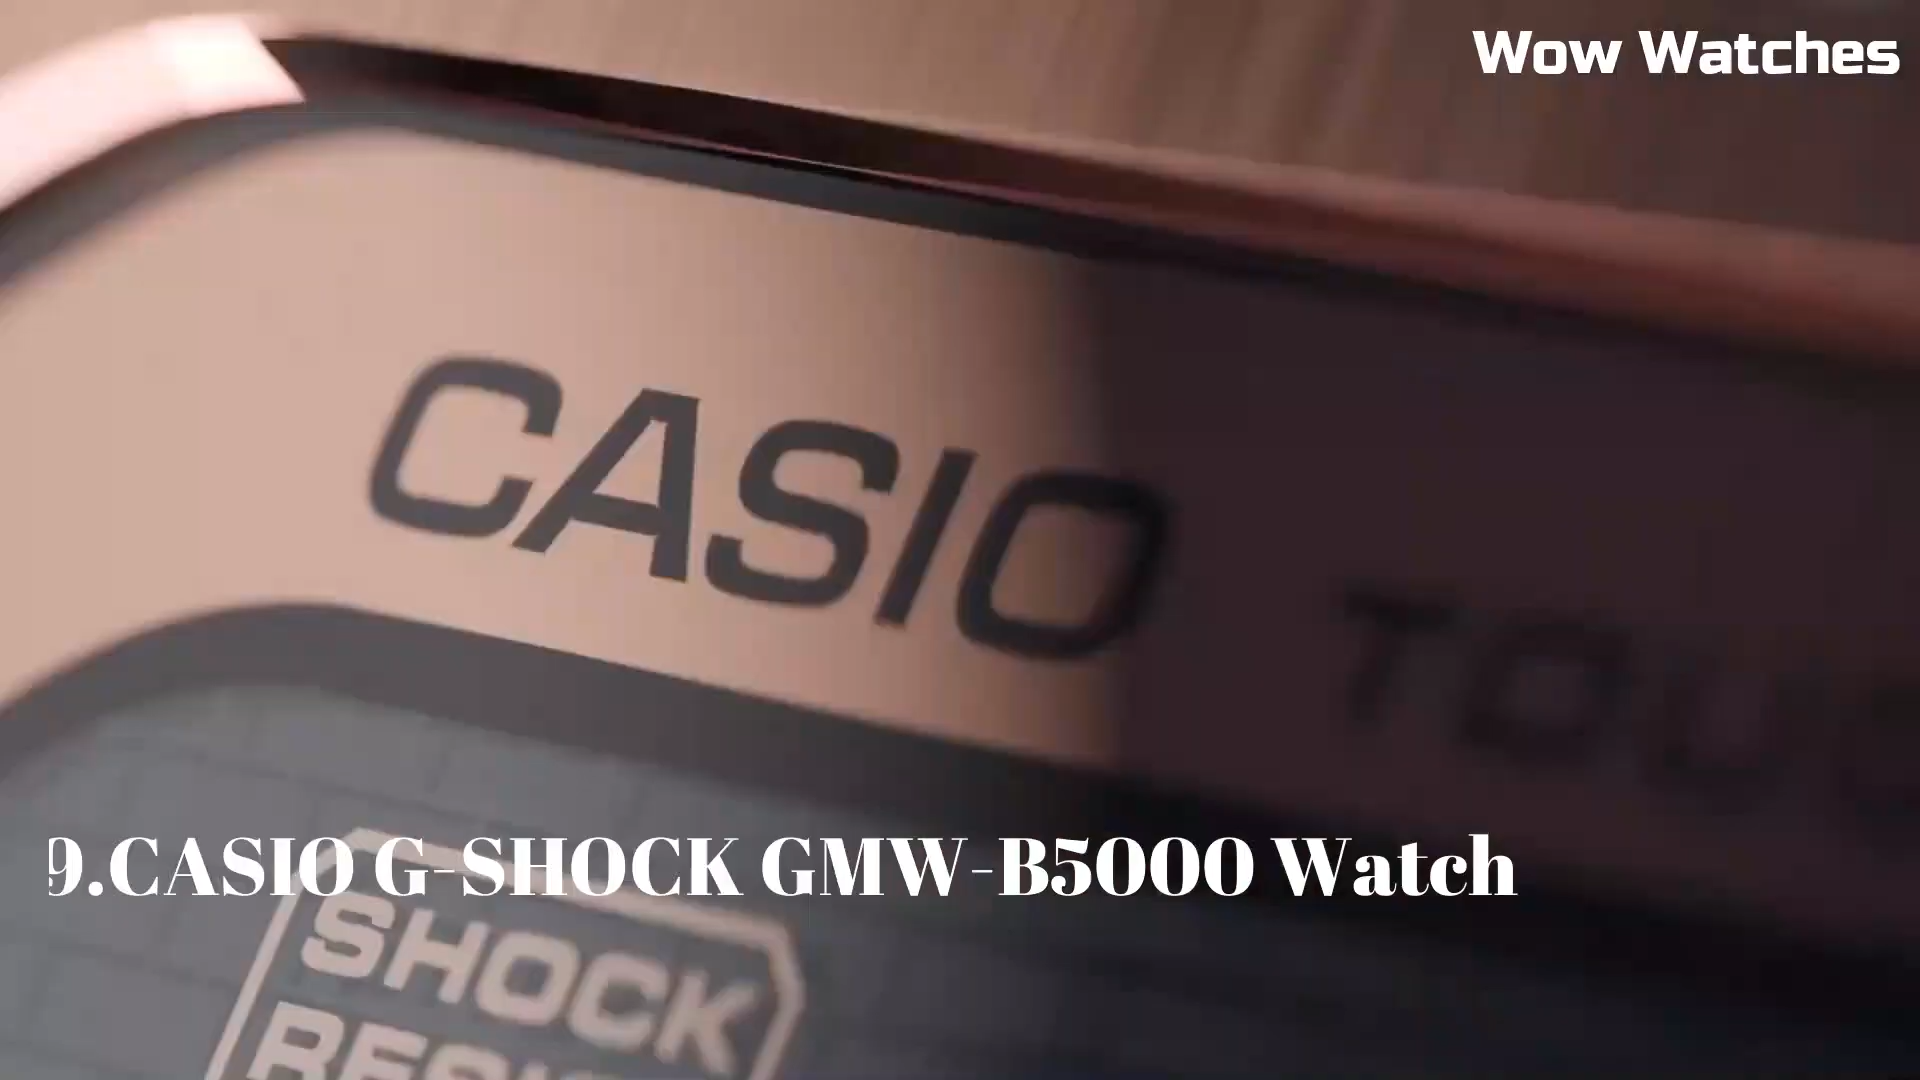 Wow Watches
CASIO
9.CASIO G-SHOCK GMW-B5000 Watch
SHOCK